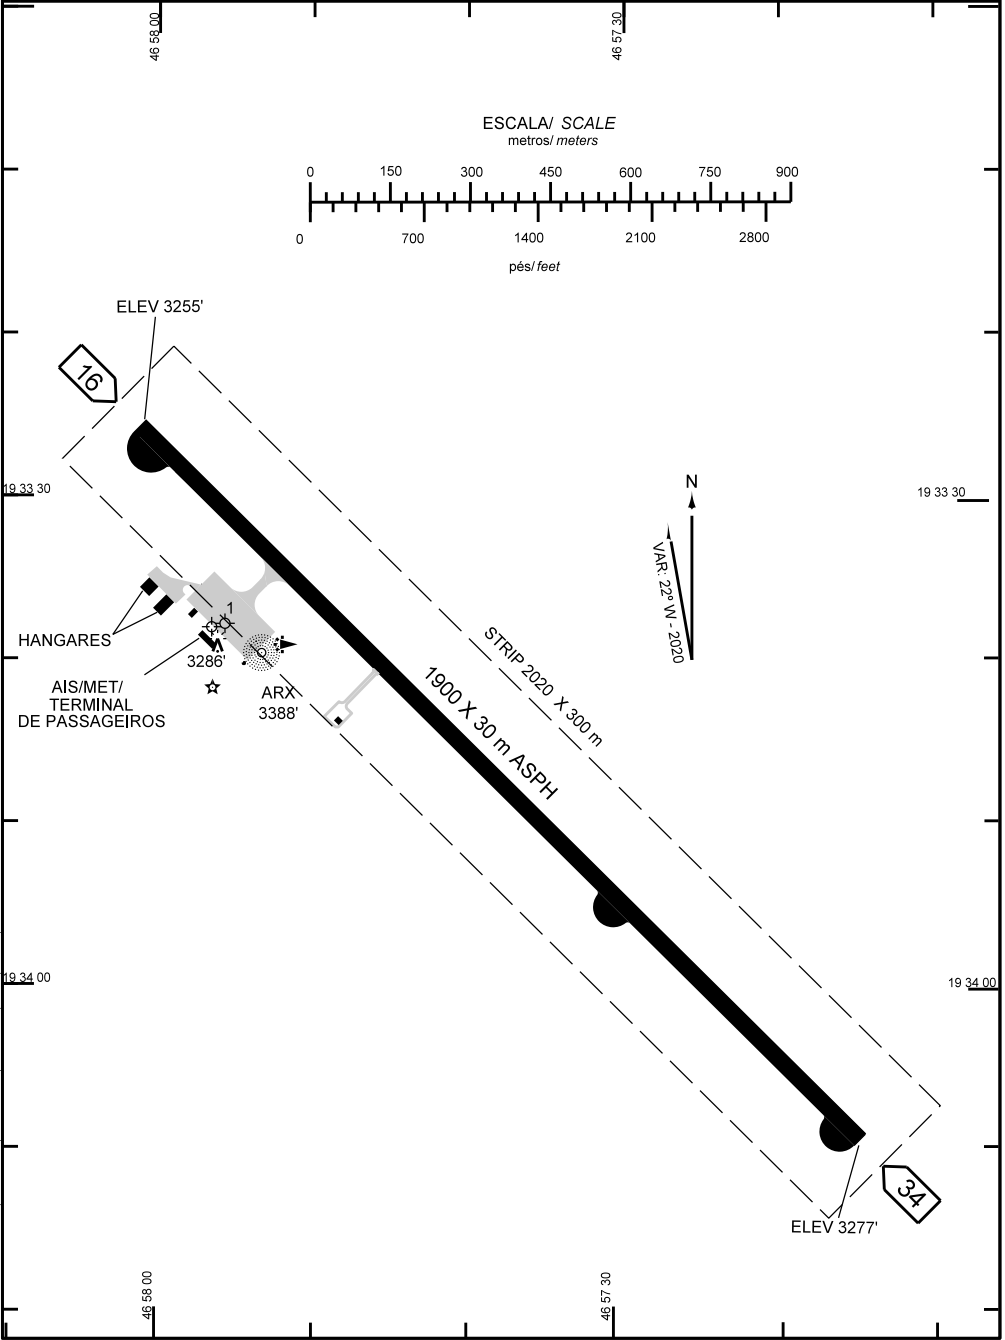 46 58 00
46 57 30
ESCALA/ SCALE
metros/ meters
0 150 300 450 600 750 900
0 700 1400 2100 2800
pés/ feet
ELEV 3255'
16
19 33 30
19 33 30
N
VAR: 22º W - 2020
1
HANGARES
3286'
AIS/MET/
TERMINAL
DE PASSAGEIROS
ARX
3388'
STRIP 2020 X 300 m
1900 X 30 m ASPH
19 34 00
19 34 00
34
ELEV 3277'
46 58 00
46 57 30